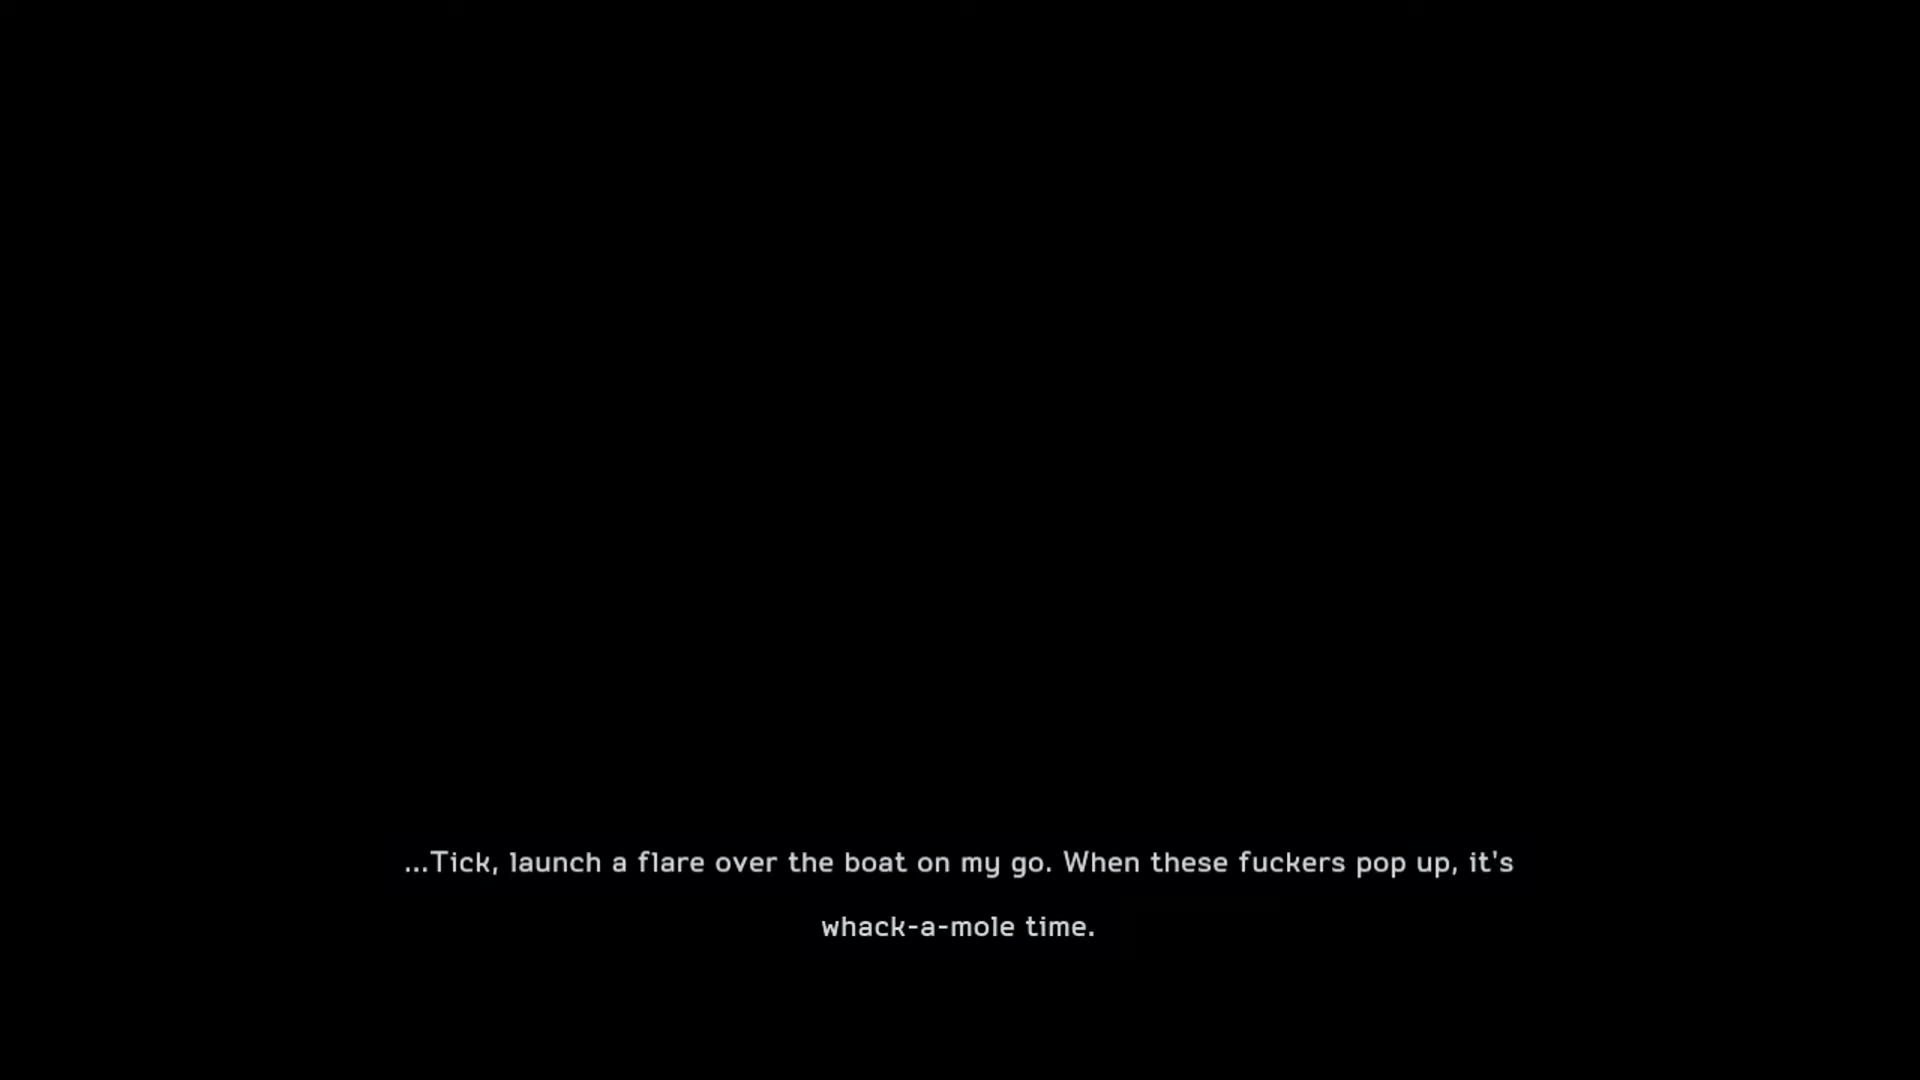 ...Tick, launch a flare over the boat on my go. When these fuckers pop up, it's
whack-a-mole time.